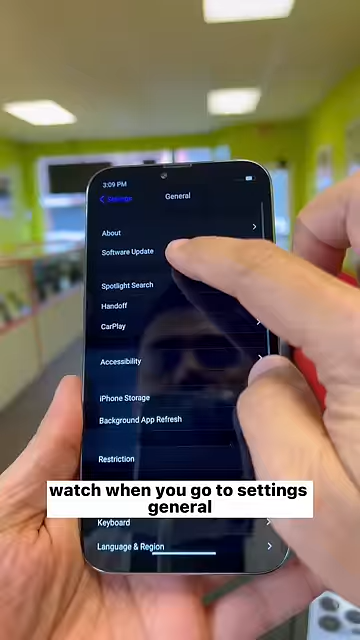 3:09 PM
Settings
General
About
Software Update
Spotlight Search
Handoff
CarPlay
Accessibility
iPhone Storage
Background App Refresh
Restriction
watch when you go to settings
general
Keyboard
Language & Region